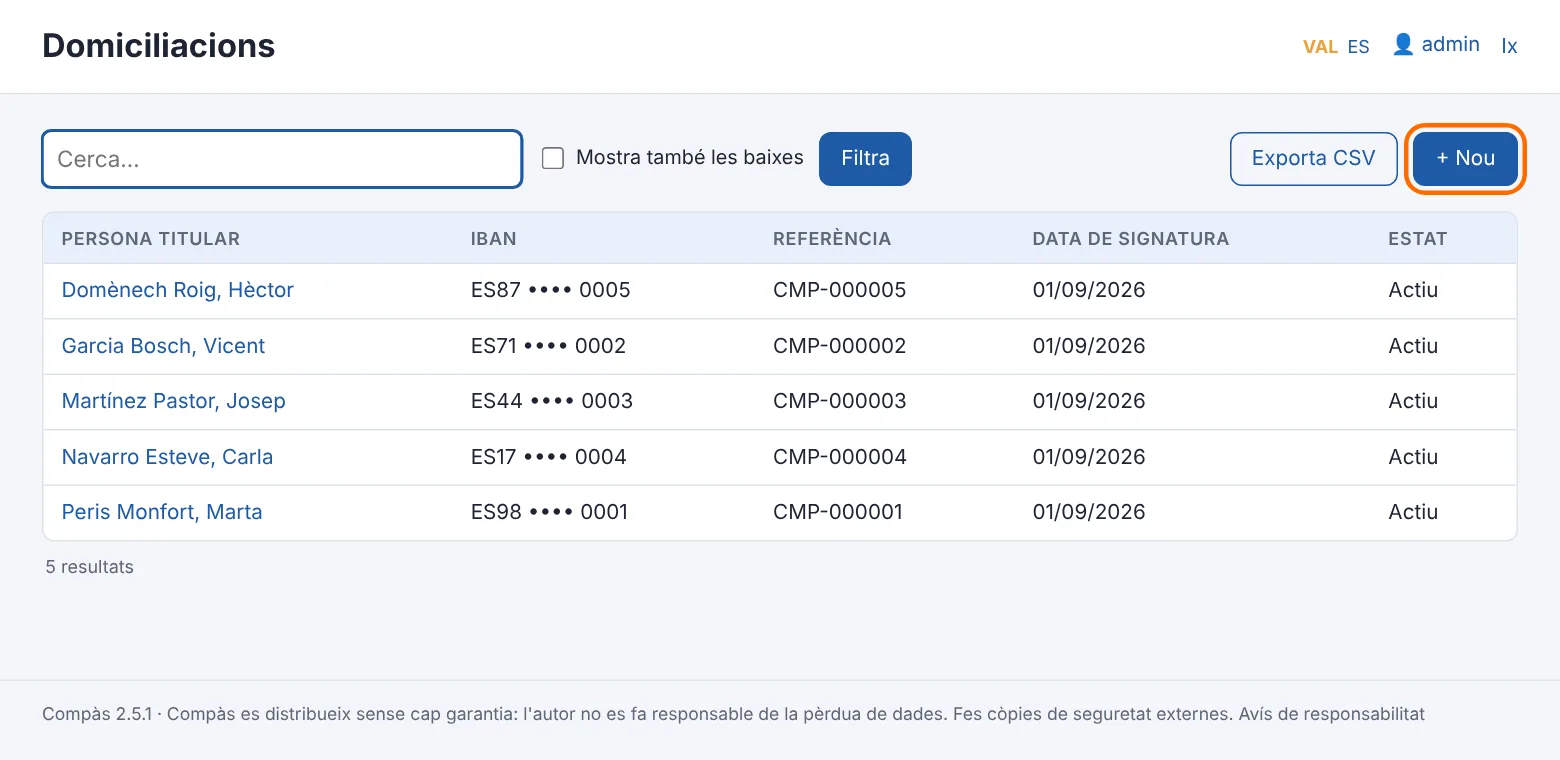 Domiciliacions
VAL ES 👤 admin Ix
Cerca...
Mostra també les baixes
Filtra
Exporta CSV
+ Nou
PERSONA TITULAR IBAN REFERÈNCIA DATA DE SIGNATURA ESTAT
Domènech Roig, Hèctor ES87 •••• 0005 CMP-000005 01/09/2026 Actiu
Garcia Bosch, Vicent ES71 •••• 0002 CMP-000002 01/09/2026 Actiu
Martínez Pastor, Josep ES44 •••• 0003 CMP-000003 01/09/2026 Actiu
Navarro Esteve, Carla ES17 •••• 0004 CMP-000004 01/09/2026 Actiu
Peris Monfort, Marta ES98 •••• 0001 CMP-000001 01/09/2026 Actiu
5 resultats
Compàs 2.5.1 · Compàs es distribueix sense cap garantia: l'autor no es fa responsable de la pèrdua de dades. Fes còpies de seguretat externes. Avís de responsabilitat